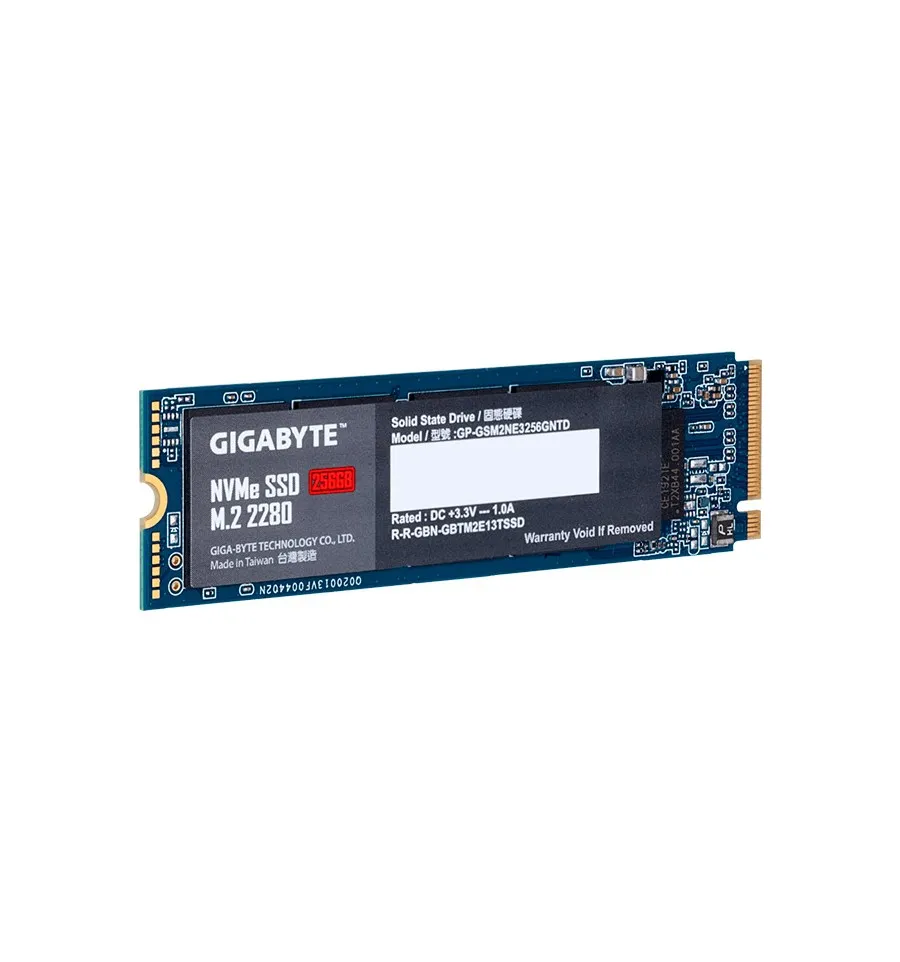 GIGABYTE™
NVMe SSD 256GB
M.2 2280
GIGA-BYTE TECHNOLOGY CO., LTD.
Made in Taiwan 台灣製造
Solid State Drive / 固態硬碟
Model / 型號 :GP-GSM2NE3256GNTD
Rated : DC +3.3V — 1.0A
R-R-GBN-GBTM2E13TSSD
Warranty Void If Removed